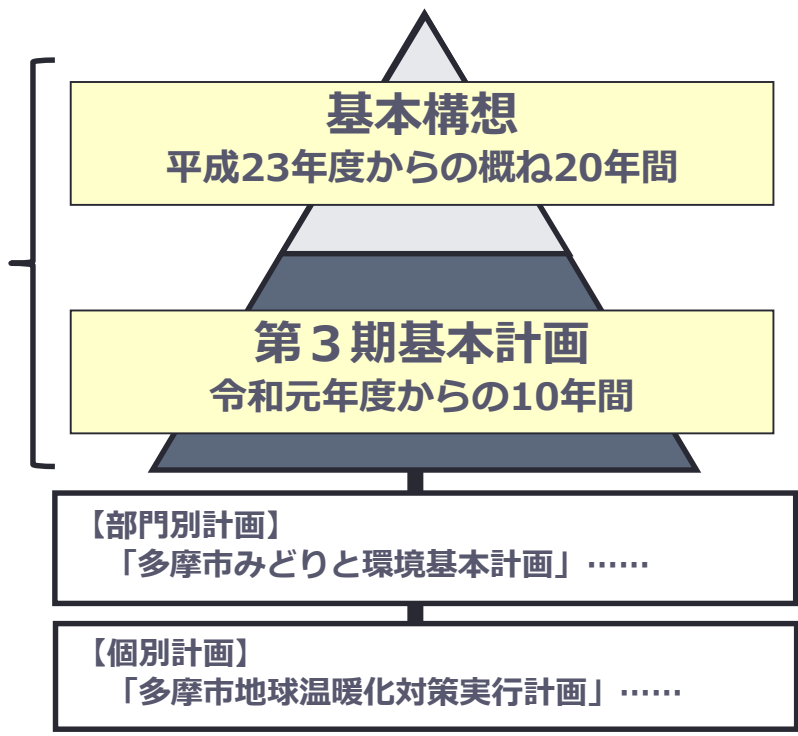 基本構想
平成23年度からの概ね20年間
第３期基本計画
令和元年度からの10年間
【部門別計画】
「多摩市みどりと環境基本計画」……
【個別計画】
「多摩市地球温暖化対策実行計画」……